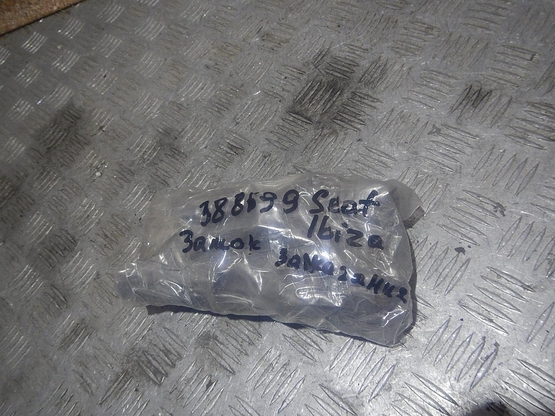 388599 Seat
Ibiza
Замок
зажигания